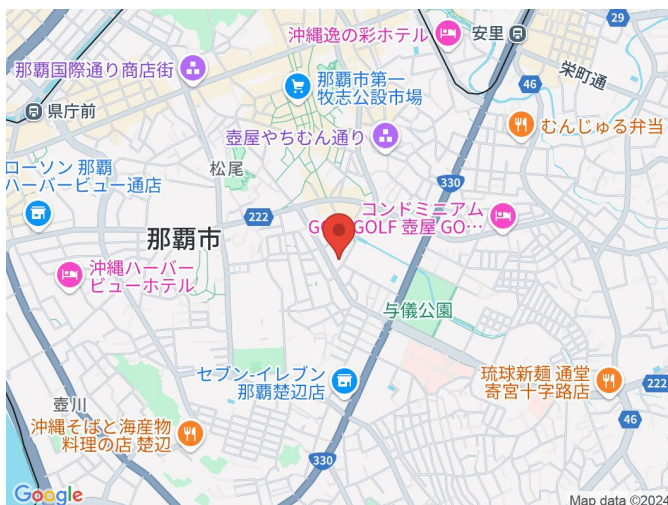 沖縄逸の彩ホテル
安里
29
那覇国際通り商店街
那覇市第一
牧志公設市場
栄町通
46
県庁前
壺屋やちむん通り
むんじゅる弁当
ローソン 那覇
ハーバービュー通店
松尾
330
222
コンドミニアム
GOLF 壺屋 GO…
那覇市
沖縄ハーバー
ビューホテル
与儀公園
セブン-イレブン
那覇楚辺店
琉球新麺 通堂
寄宮十字路店
222
壺川
沖縄そばと海産物
料理の店 楚辺
46
330
Google
Map data ©2024